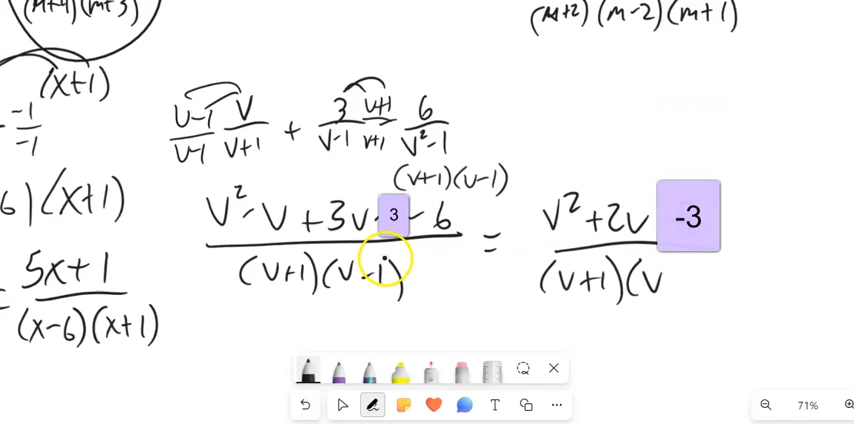 (m+4)(m+3)
(m+2)(m-2)(m+1)
(x+1)
-1/-1
6)(x+1)
= (5x+1)/((x-6)(x+1))
(v-1)/(v-1) v/(v+1) + 3/(v-1) (v+1)/(v+1) - 6/(v²-1)
(v+1)(v-1)
(v²-v+3v+3-6)/((v+1)(v-1)) = (v²+2v -3)/((v+1)(v
T
71%